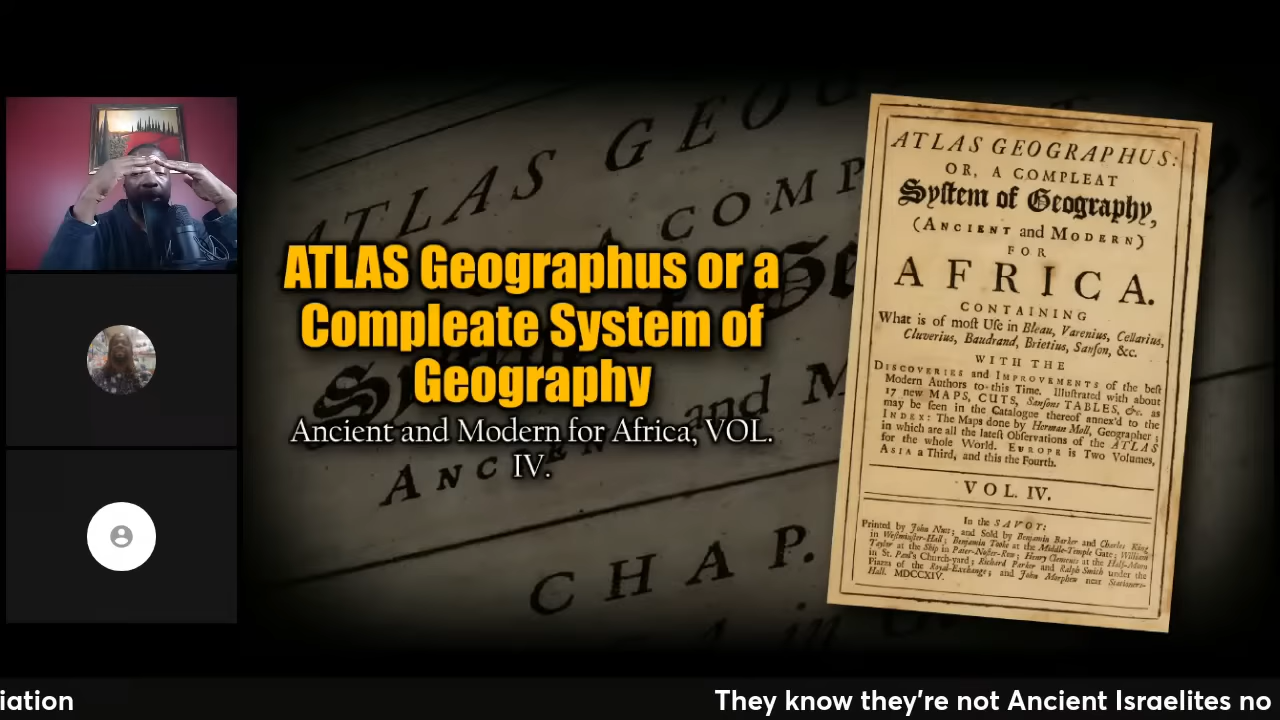 ATLAS Geographus or a
Compleate System of
Geography
Ancient and Modern for Africa, VOL.
IV.
ATLAS GEO
A COMP
Ge
Sy
and M
ANCIEN
CHAP.
ATLAS GEOGRAPHUS:
OR, A COMPLEAT
Syſtem of Geography,
(ANCIENT and MODERN)
FOR
AFRICA.
CONTAINING
What is of moſt Uſe in Bleau, Varenius, Cellarius,
Cluverius, Baudrand, Brietius, Sanſon, &c.
WITH THE
DISCOVERIES and IMPROVEMENTS of the beſt
Modern Authors to this Time. Illuſtrated with about
17 new MAPS, CUTS, Sanſons TABLES, &c. as
may be ſeen in the Catalogue thereof annex'd to the
INDEX: The Maps done by Herman Moll, Geographer;
in which are all the lateſt Obſervations of the ATLAS
for the whole World. EUROPE is Two Volumes,
ASIA a Third, and this the Fourth.
VOL. IV.
In the SAVOY:
Printed by John Nutt; and Sold by Benjamin Barker and Charles King
in Weſtminſter-Hall; Benjamin Tooke at the Middle-Temple Gate; William
Taylor at the Ship in Pater-Noſter-Row; Henry Clements at the Half-Moon
in St. Paul's Church-yard; Richard Parker and Ralph Smith under the
Piazza of the Royal-Exchange; and John Morphew next Stationers-
Hall. MDCCXIV.
iation
They know they're not Ancient Israelites no